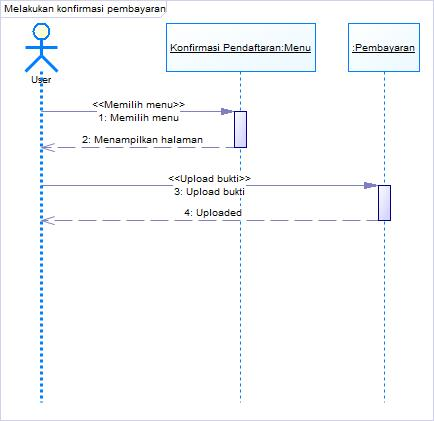 Melakukan konfirmasi pembayaran
User
Konfirmasi Pendaftaran:Menu
:Pembayaran
<<Memilih menu>>
1: Memilih menu
2: Menampilkan halaman
<<Upload bukti>>
3: Upload bukti
4: Uploaded